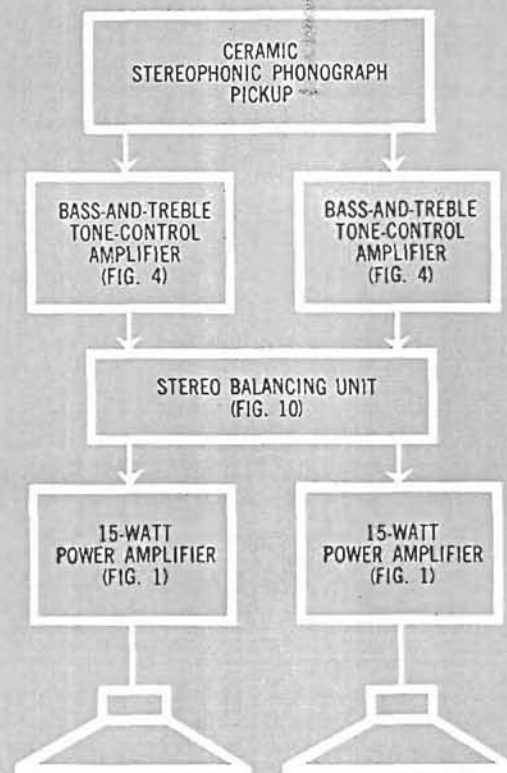 CERAMIC
STEREOPHONIC PHONOGRAPH
PICKUP
BASS-AND-TREBLE
TONE-CONTROL
AMPLIFIER
(FIG. 4)
BASS-AND-TREBLE
TONE-CONTROL
AMPLIFIER
(FIG. 4)
STEREO BALANCING UNIT
(FIG. 10)
15-WATT
POWER AMPLIFIER
(FIG. 1)
15-WATT
POWER AMPLIFIER
(FIG. 1)